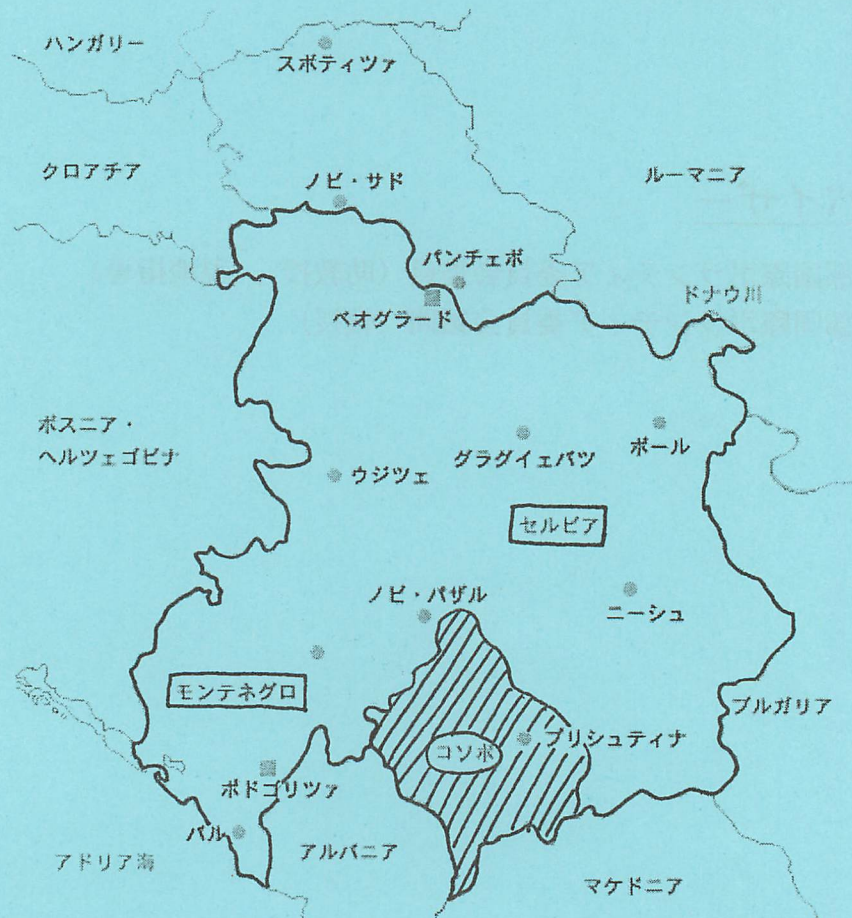 ハンガリー
スボティツァ
クロアチア
ノビ・サド
ルーマニア
パンチェボ
ドナウ川
ベオグラード
ボスニア・
ヘルツェゴビナ
グラグイェバツ
ボール
ウジツェ
セルビア
ノビ・パザル
ニーシュ
モンテネグロ
ブルガリア
コソボ
プリシュティナ
ポドゴリツァ
バル
アルバニア
アドリア海
マケドニア